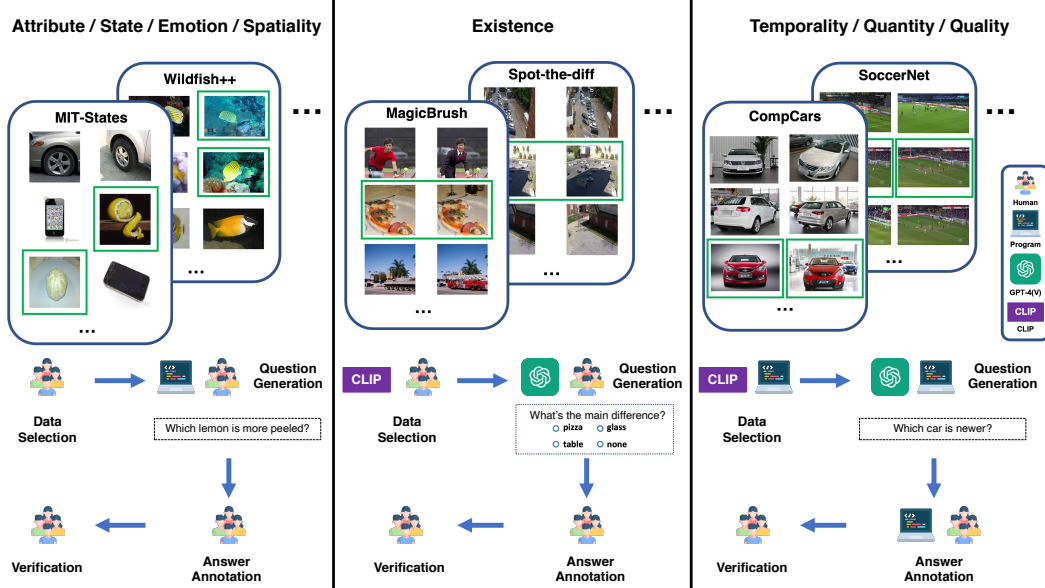 Attribute / State / Emotion / Spatiality
Wildfish++
MIT-States
...
...
...
Data
Selection
Question
Generation
Which lemon is more peeled?
Verification
Answer
Annotation
Existence
Spot-the-diff
MagicBrush
...
...
...
CLIP
Data
Selection
Question
Generation
What's the main difference?
pizza
glass
table
none
Verification
Answer
Annotation
Temporality / Quantity / Quality
SoccerNet
CompCars
...
...
...
Human
</>
Program
GPT-4(V)
CLIP
CLIP
CLIP
</>
Data
Selection
</>
Question
Generation
Which car is newer?
</>
Verification
Answer
Annotation